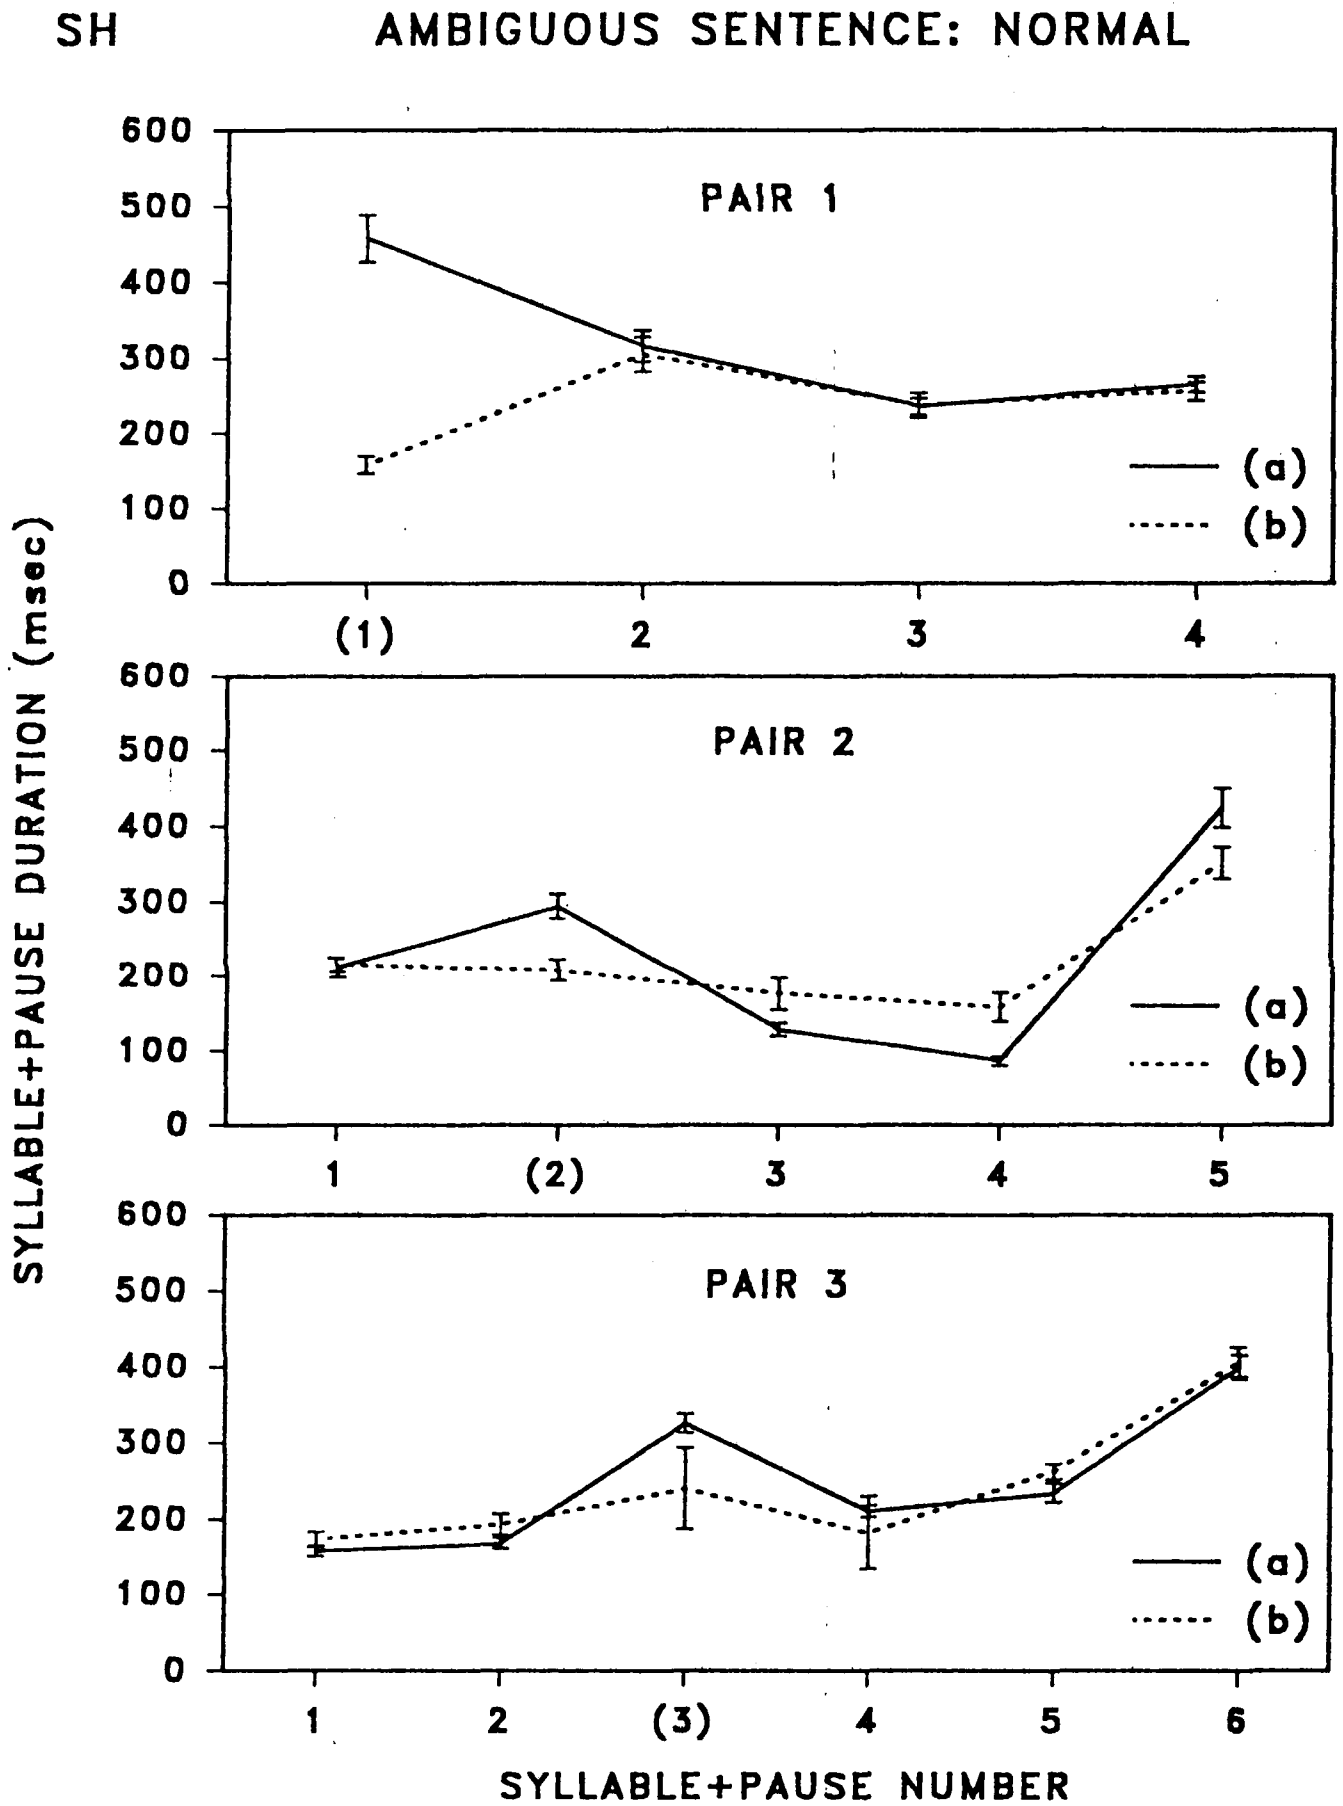 SH AMBIGUOUS SENTENCE: NORMAL
SYLLABLE+PAUSE DURATION (msec)
PAIR 1
600
500
400
300
200
100
0
(a)
(b)
(1) 2 3 4
PAIR 2
600
500
400
300
200
100
0
(a)
(b)
1 (2) 3 4 5
PAIR 3
600
500
400
300
200
100
0
(a)
(b)
1 2 (3) 4 5 6
SYLLABLE+PAUSE NUMBER